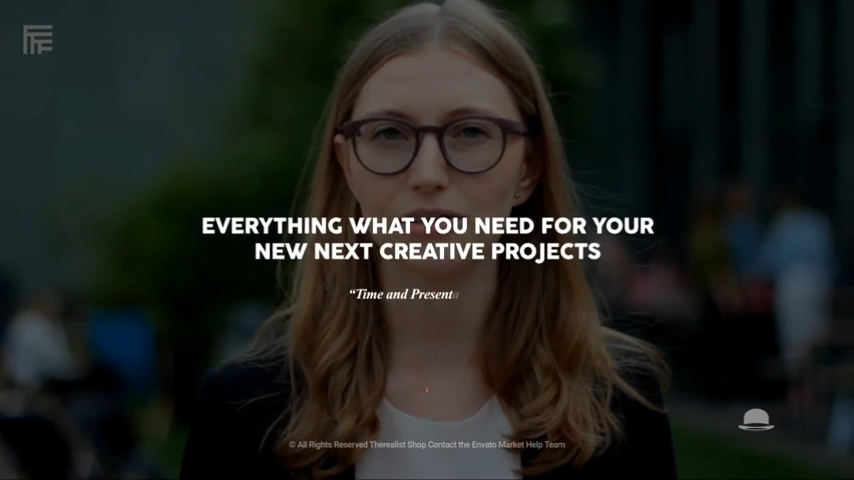 EVERYTHING WHAT YOU NEED FOR YOUR
NEW NEXT CREATIVE PROJECTS
“Time and Presenta
© All Rights Reserved Therealist Shop Contact the Envato Market Help Team